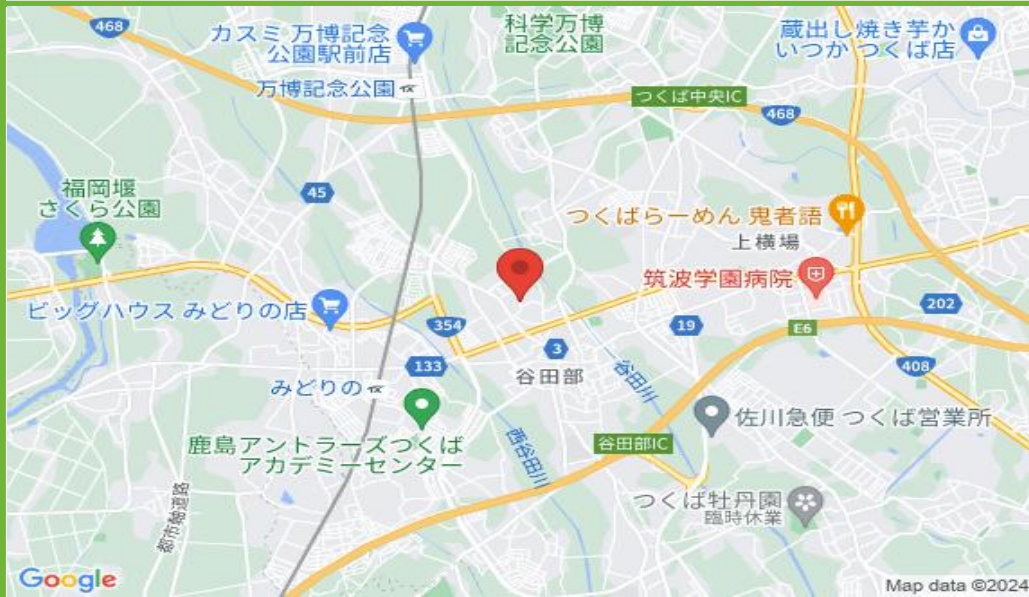 468
カスミ 万博記念
公園駅前店
科学万博
記念公園
蔵出し焼き芋か
いつか つくば店
万博記念公園
つくば中央IC
468
福岡堰
さくら公園
45
つくばらーめん 鬼者語
上横場
筑波学園病院
ビッグハウス みどりの店
354
19
202
E6
3
133
408
みどりの
谷田部
谷田川
佐川急便 つくば営業所
鹿島アントラーズつくば
アカデミーセンター
谷田部IC
西谷田川
つくば牡丹園
臨時休業
都市軸道路
Google
Map data ©2024